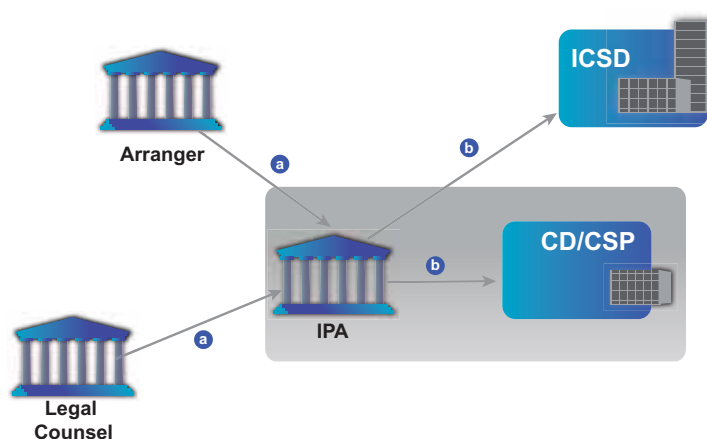 ICSD
Arranger
a
b
CD/CSP
b
IPA
a
Legal
Counsel